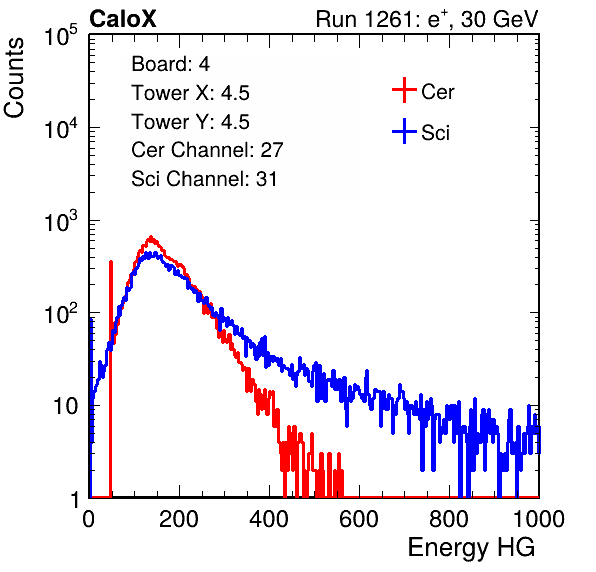 CaloX Run 1261: e⁺, 30 GeV
Counts
Board: 4
Tower X: 4.5
Tower Y: 4.5
Cer Channel: 27
Sci Channel: 31
Cer
Sci
10⁵
10⁴
10³
10²
10
1
0 200 400 600 800 1000
Energy HG